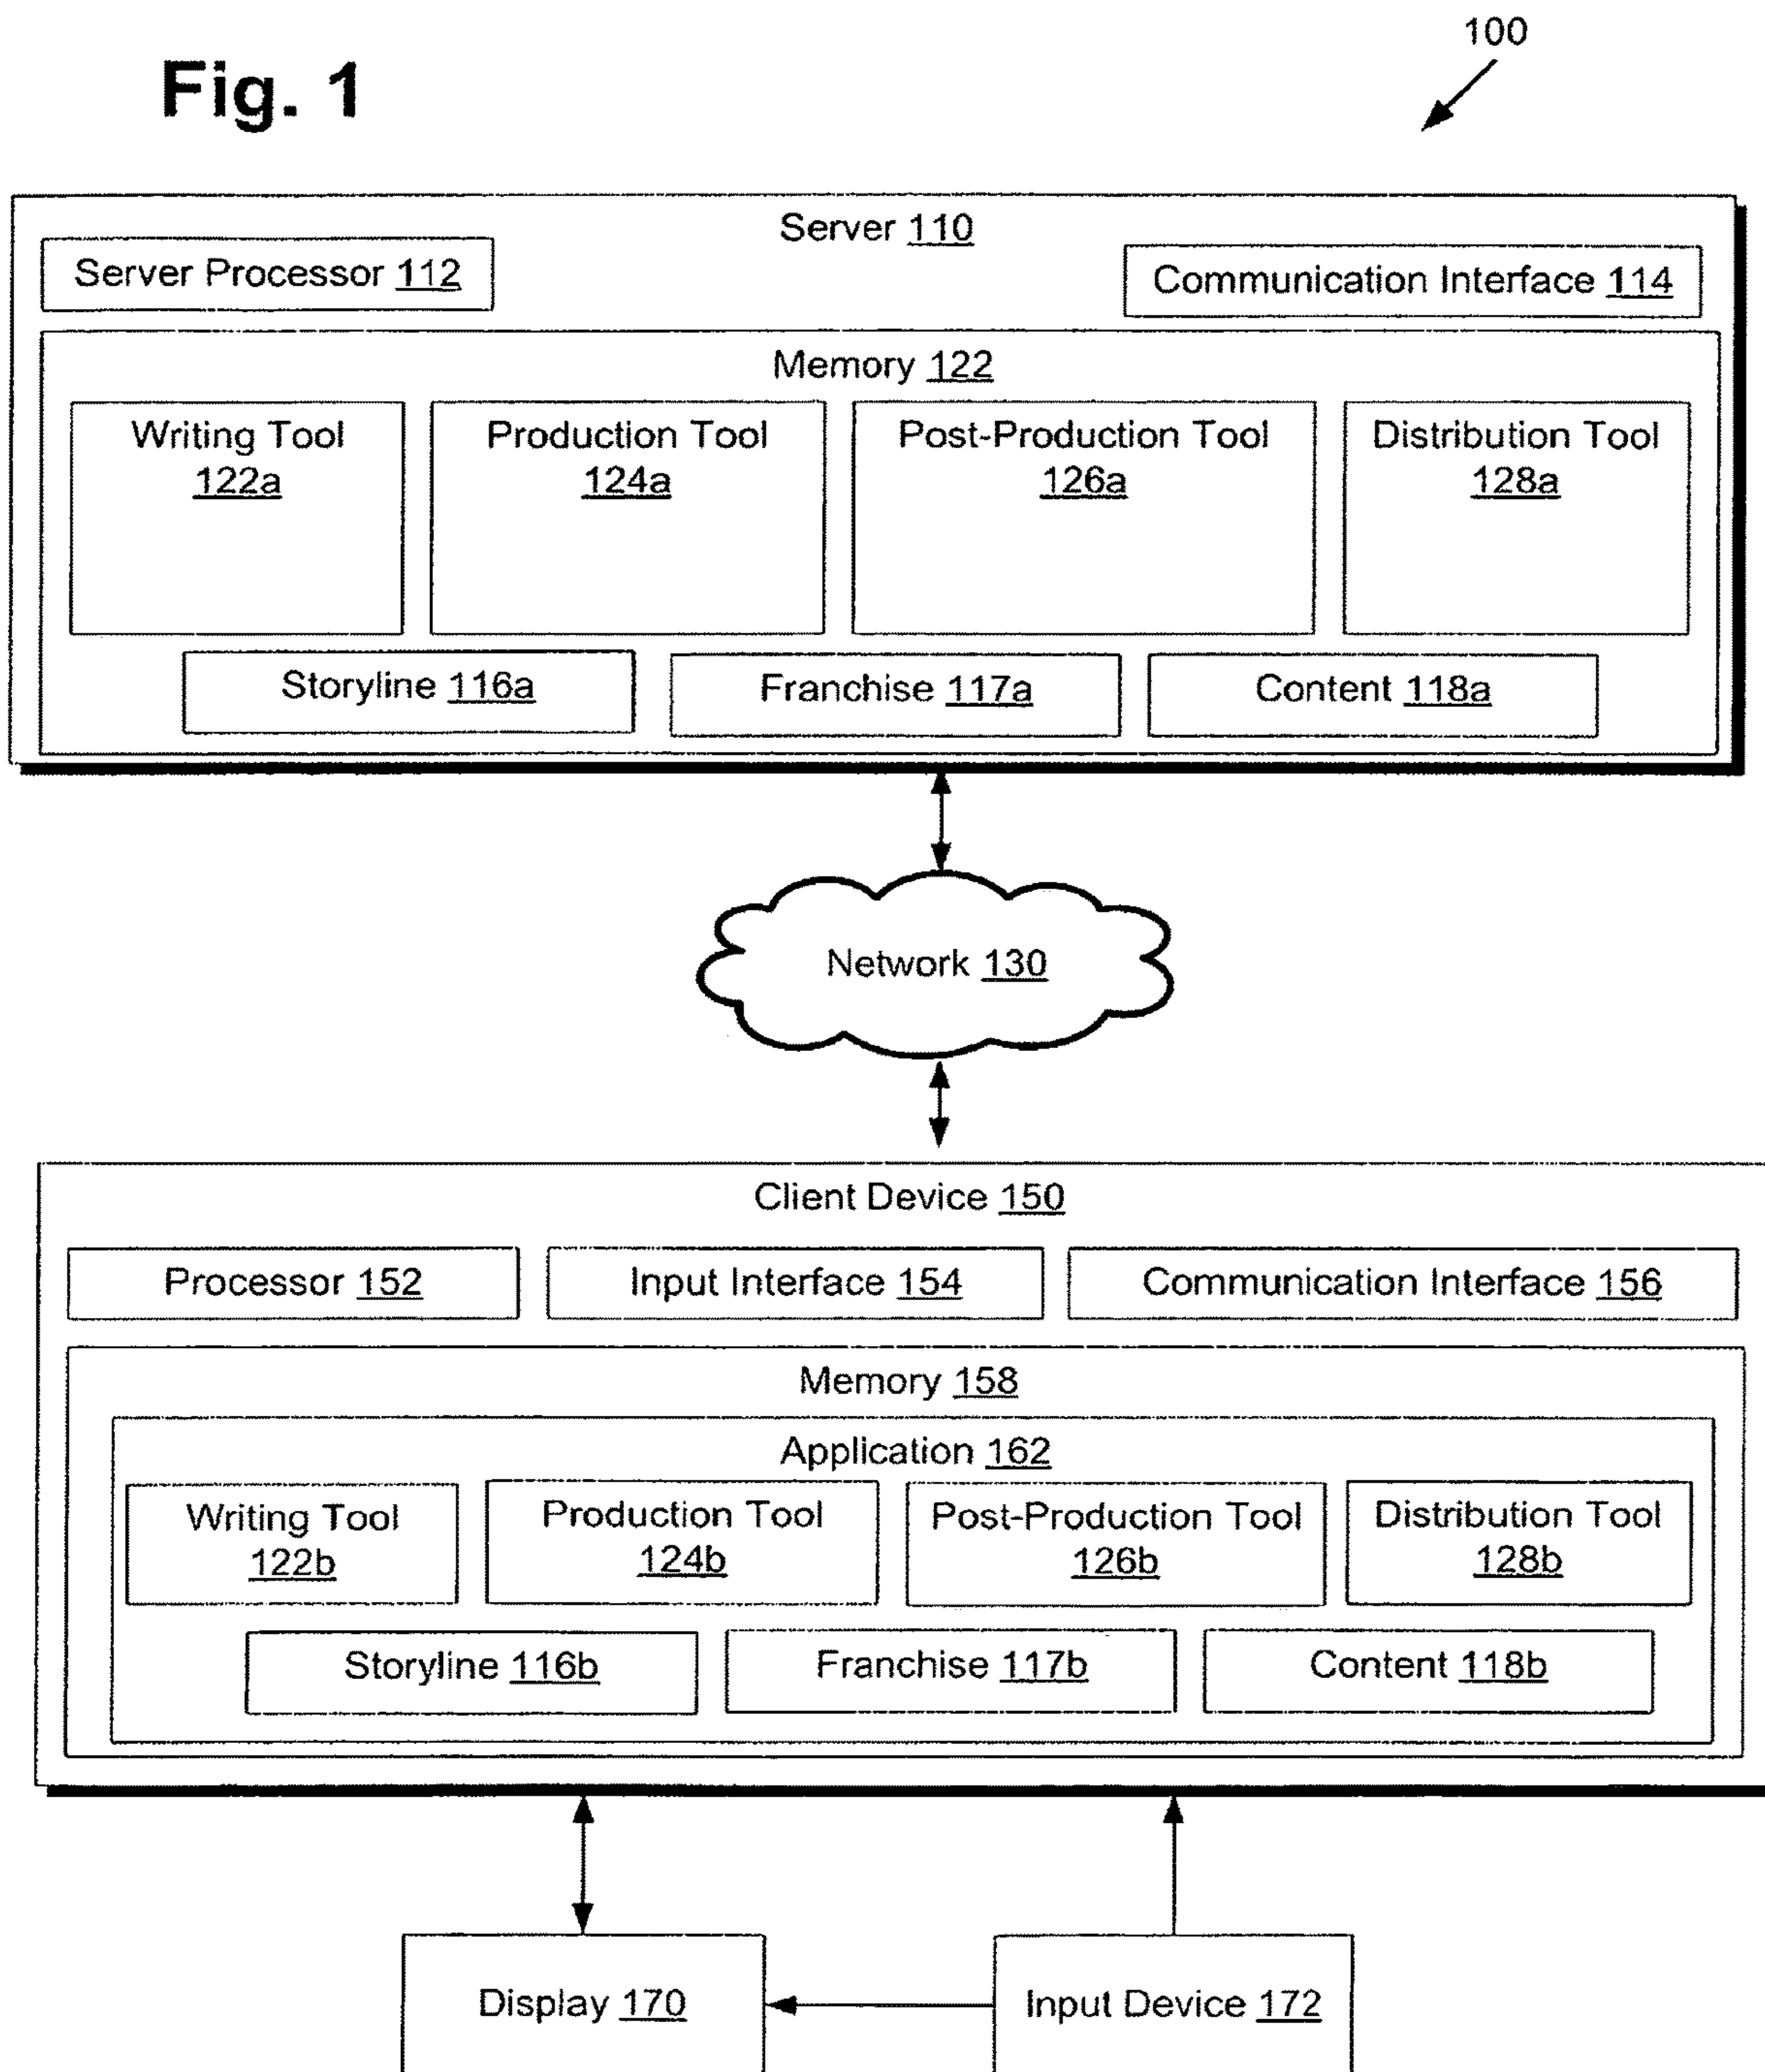 100
Fig. 1
Server 110
Server Processor 112
Communication Interface 114
Memory 122
Writing Tool
122a
Production Tool
124a
Post-Production Tool
126a
Distribution Tool
128a
Storyline 116a
Franchise 117a
Content 118a
Network 130
Client Device 150
Processor 152
Input Interface 154
Communication Interface 156
Memory 158
Application 162
Writing Tool
122b
Production Tool
124b
Post-Production Tool
126b
Distribution Tool
128b
Storyline 116b
Franchise 117b
Content 118b
Display 170
Input Device 172